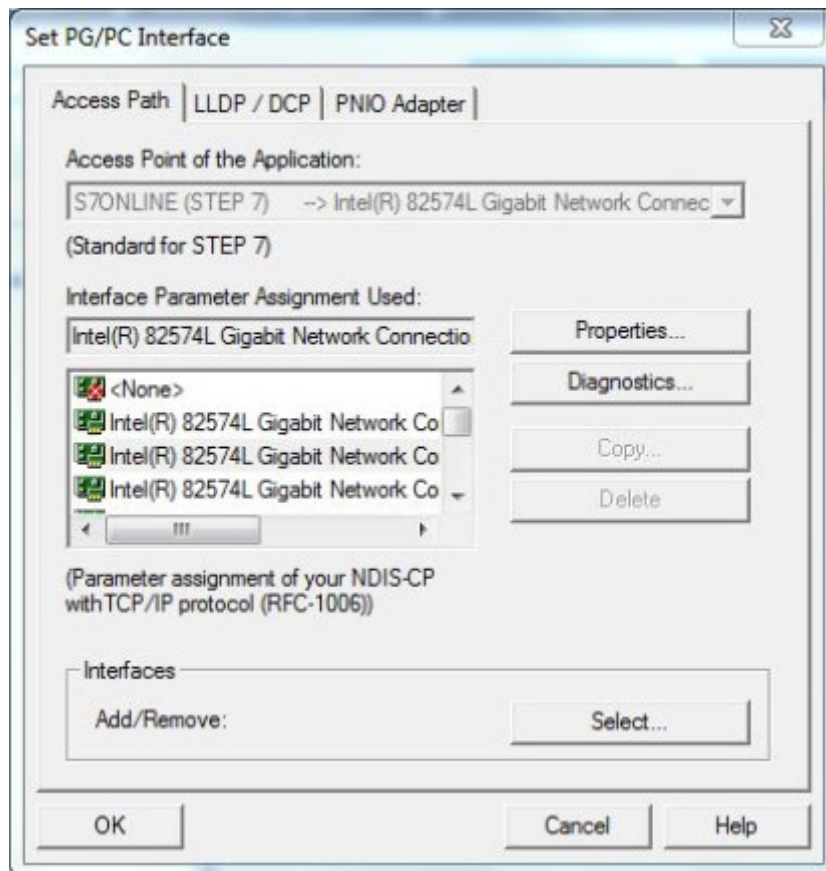 Set PG/PC Interface
Access Path
LLDP / DCP
PNIO Adapter
Access Point of the Application:
S7ONLINE (STEP 7) --> Intel(R) 82574L Gigabit Network Connec
(Standard for STEP 7)
Interface Parameter Assignment Used:
Intel(R) 82574L Gigabit Network Connectio
Properties...
<None>
Diagnostics...
Intel(R) 82574L Gigabit Network Co
Intel(R) 82574L Gigabit Network Co
Copy...
Intel(R) 82574L Gigabit Network Co
Delete
(Parameter assignment of your NDIS-CP
with TCP/IP protocol (RFC-1006))
Interfaces
Add/Remove:
Select...
OK
Cancel
Help